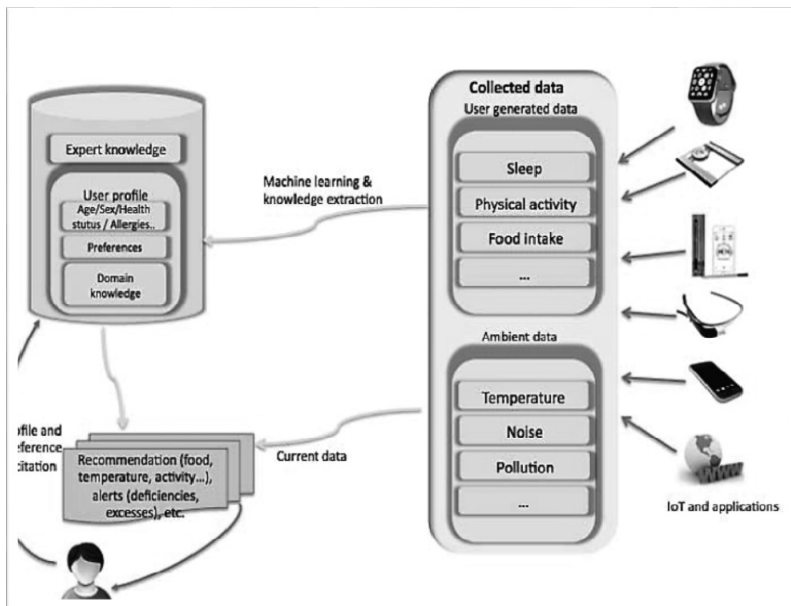 Expert knowledge
User profile
Age/Sex/Health
stutus / Allergies..
Preferences
Domain
knowledge
Machine learning &
knowledge extraction
Collected data
User generated data
Sleep
Physical activity
Food intake
...
Ambient data
Temperature
Noise
Pollution
...
WWW
IoT and applications
ofile and
eference
citation
Recommendation (food,
temperature, activity...),
alerts (deficiencies,
excesses), etc.
Current data